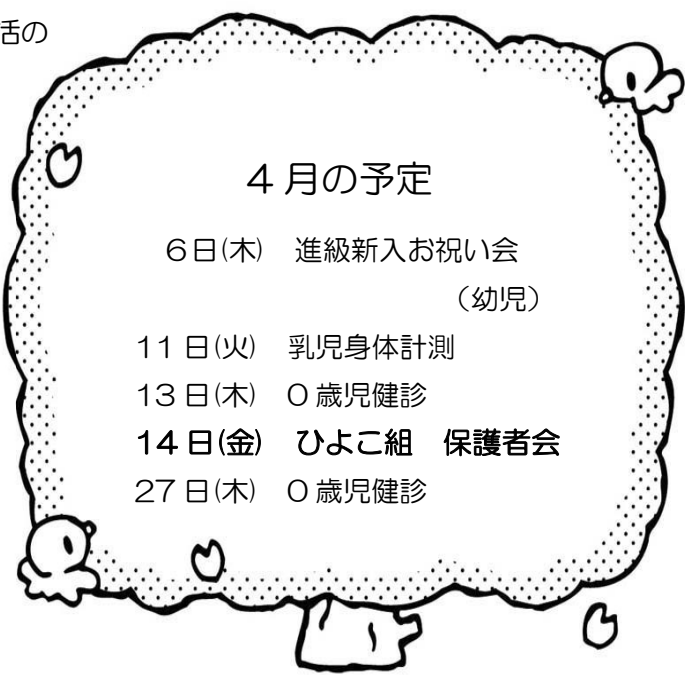 活の
4月の予定
6日(木) 進級新入お祝い会
(幼児)
11日(火) 乳児身体計測
13日(木) 0歳児健診
14日(金) ひよこ組 保護者会
27日(木) 0歳児健診